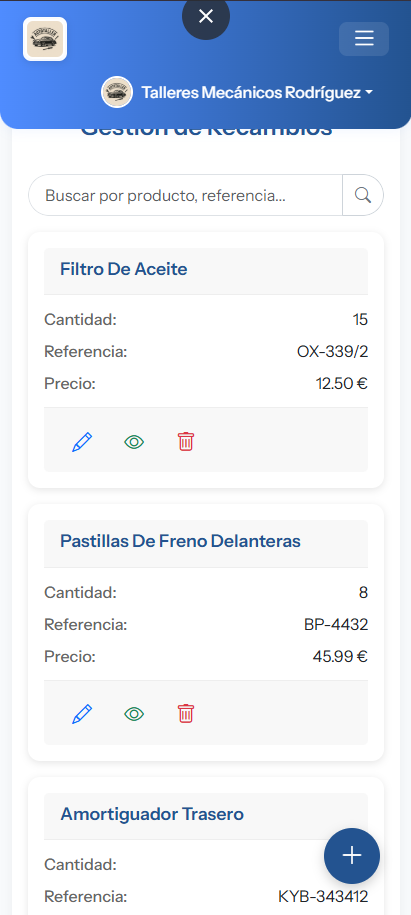 Talleres Mecánicos Rodríguez
Gestión de Recambios
Buscar por producto, referencia...
Filtro De Aceite
Cantidad: 15
Referencia: OX-339/2
Precio: 12.50 €
Pastillas De Freno Delanteras
Cantidad: 8
Referencia: BP-4432
Precio: 45.99 €
Amortiguador Trasero
Cantidad:
Referencia: KYB-343412